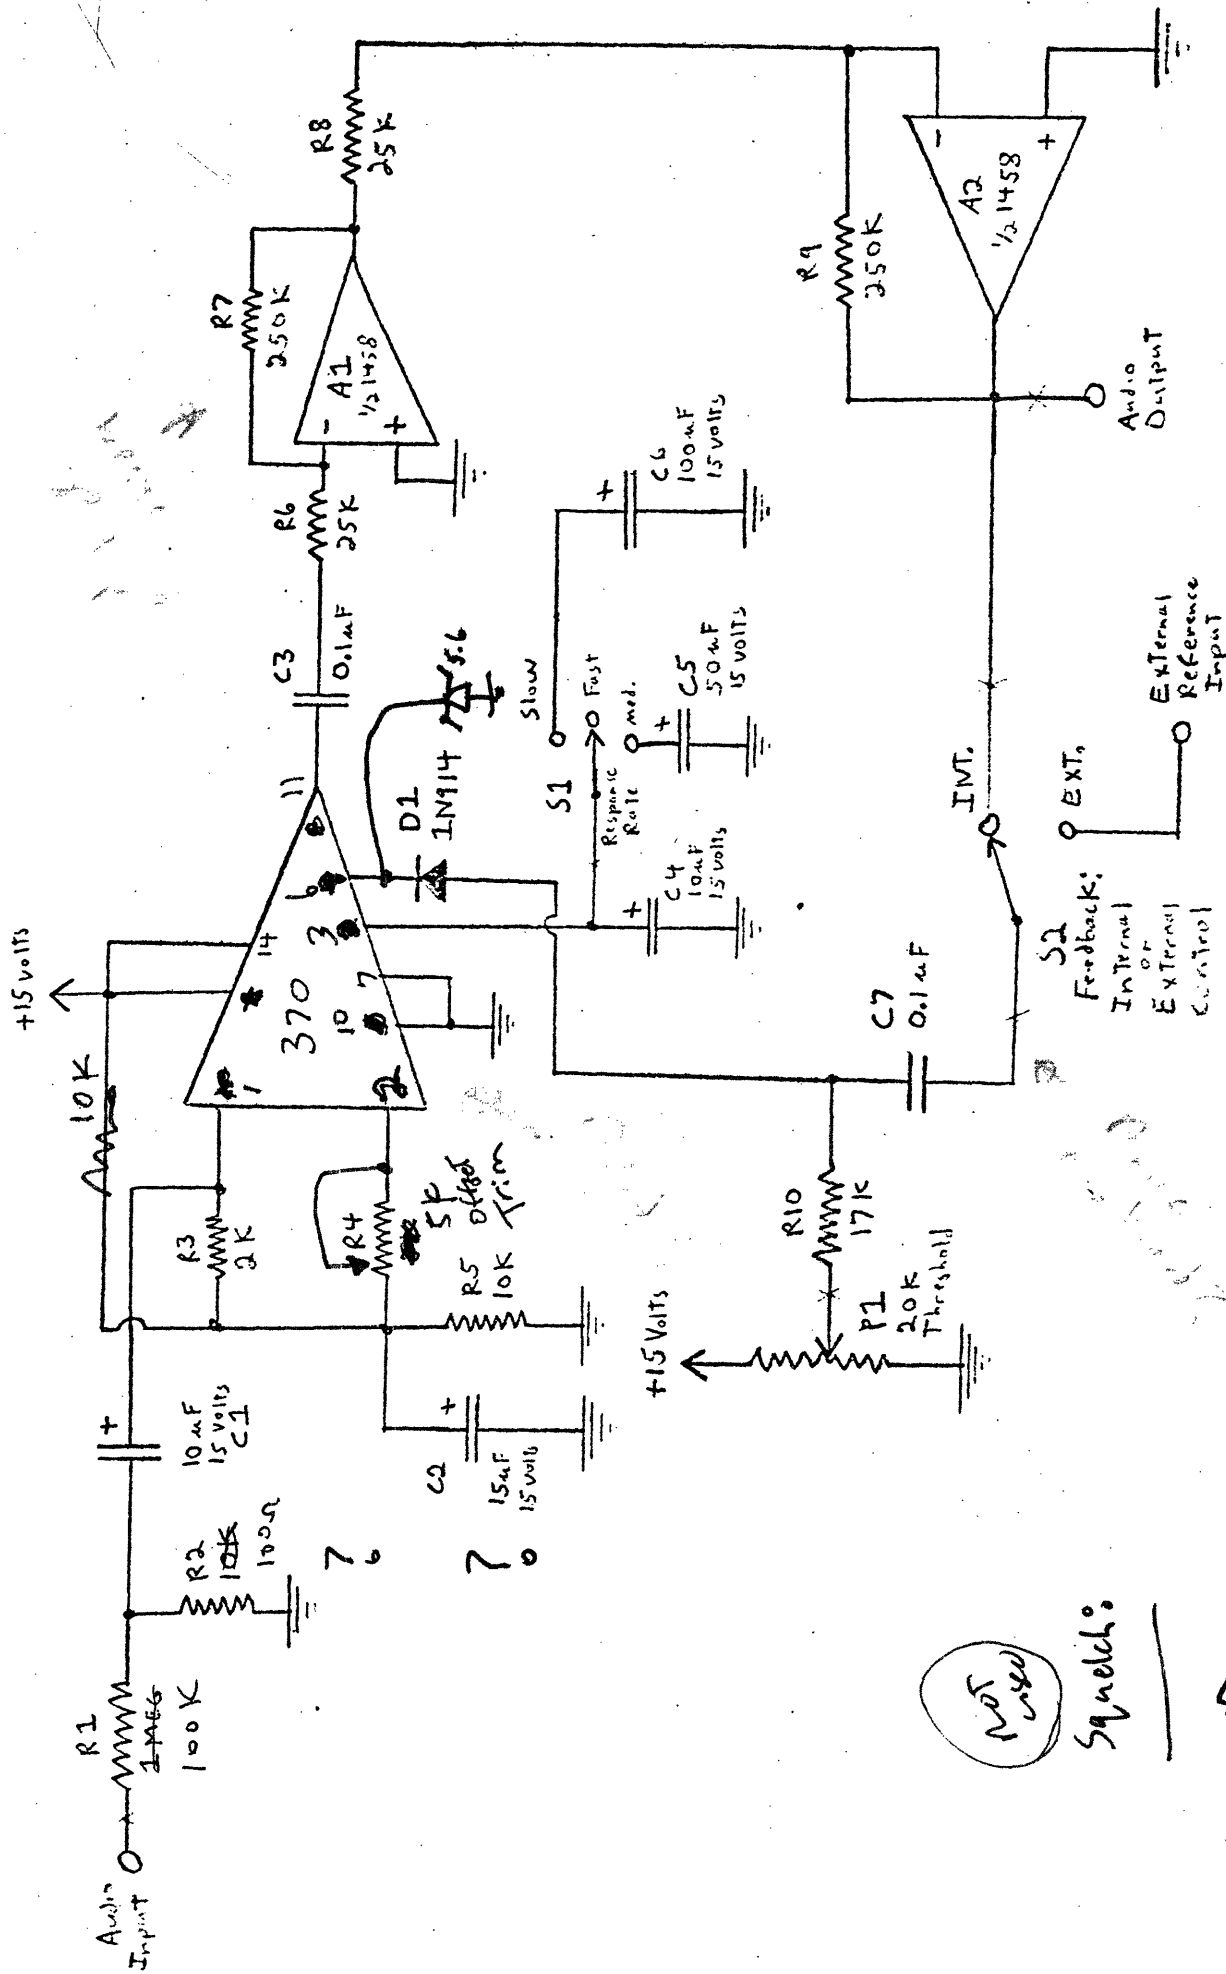 Audio
Input
R1
1 MEG
100K
R2
10K
100Ω
10uF
15 volts
C1
+
C2
15uF
15 volts
+
?
?
R3
2K
R4
5K
offset
Trim
R5
10K
10K
+15 volts
1
2
370
14
10
7
3
6
8
11
C3
0.1uF
R6
25K
R7
250K
A1
1/2 1458
-
+
R8
25K
D1
1N914
5.6
S1
Response
Rate
Slow
Fast
med.
C4
10uF
15 volts
+
C5
50uF
15 volts
+
C6
100uF
15 volts
+
R9
250K
A2
1/2 1458
-
+
Audio
Output
INT.
EXT.
External
Reference
Input
S2
Feedback:
Internal
or
External
Control
C7
0.1uF
R10
17K
+15 Volts
P1
20K
Threshold
NOT
used
Squelch: